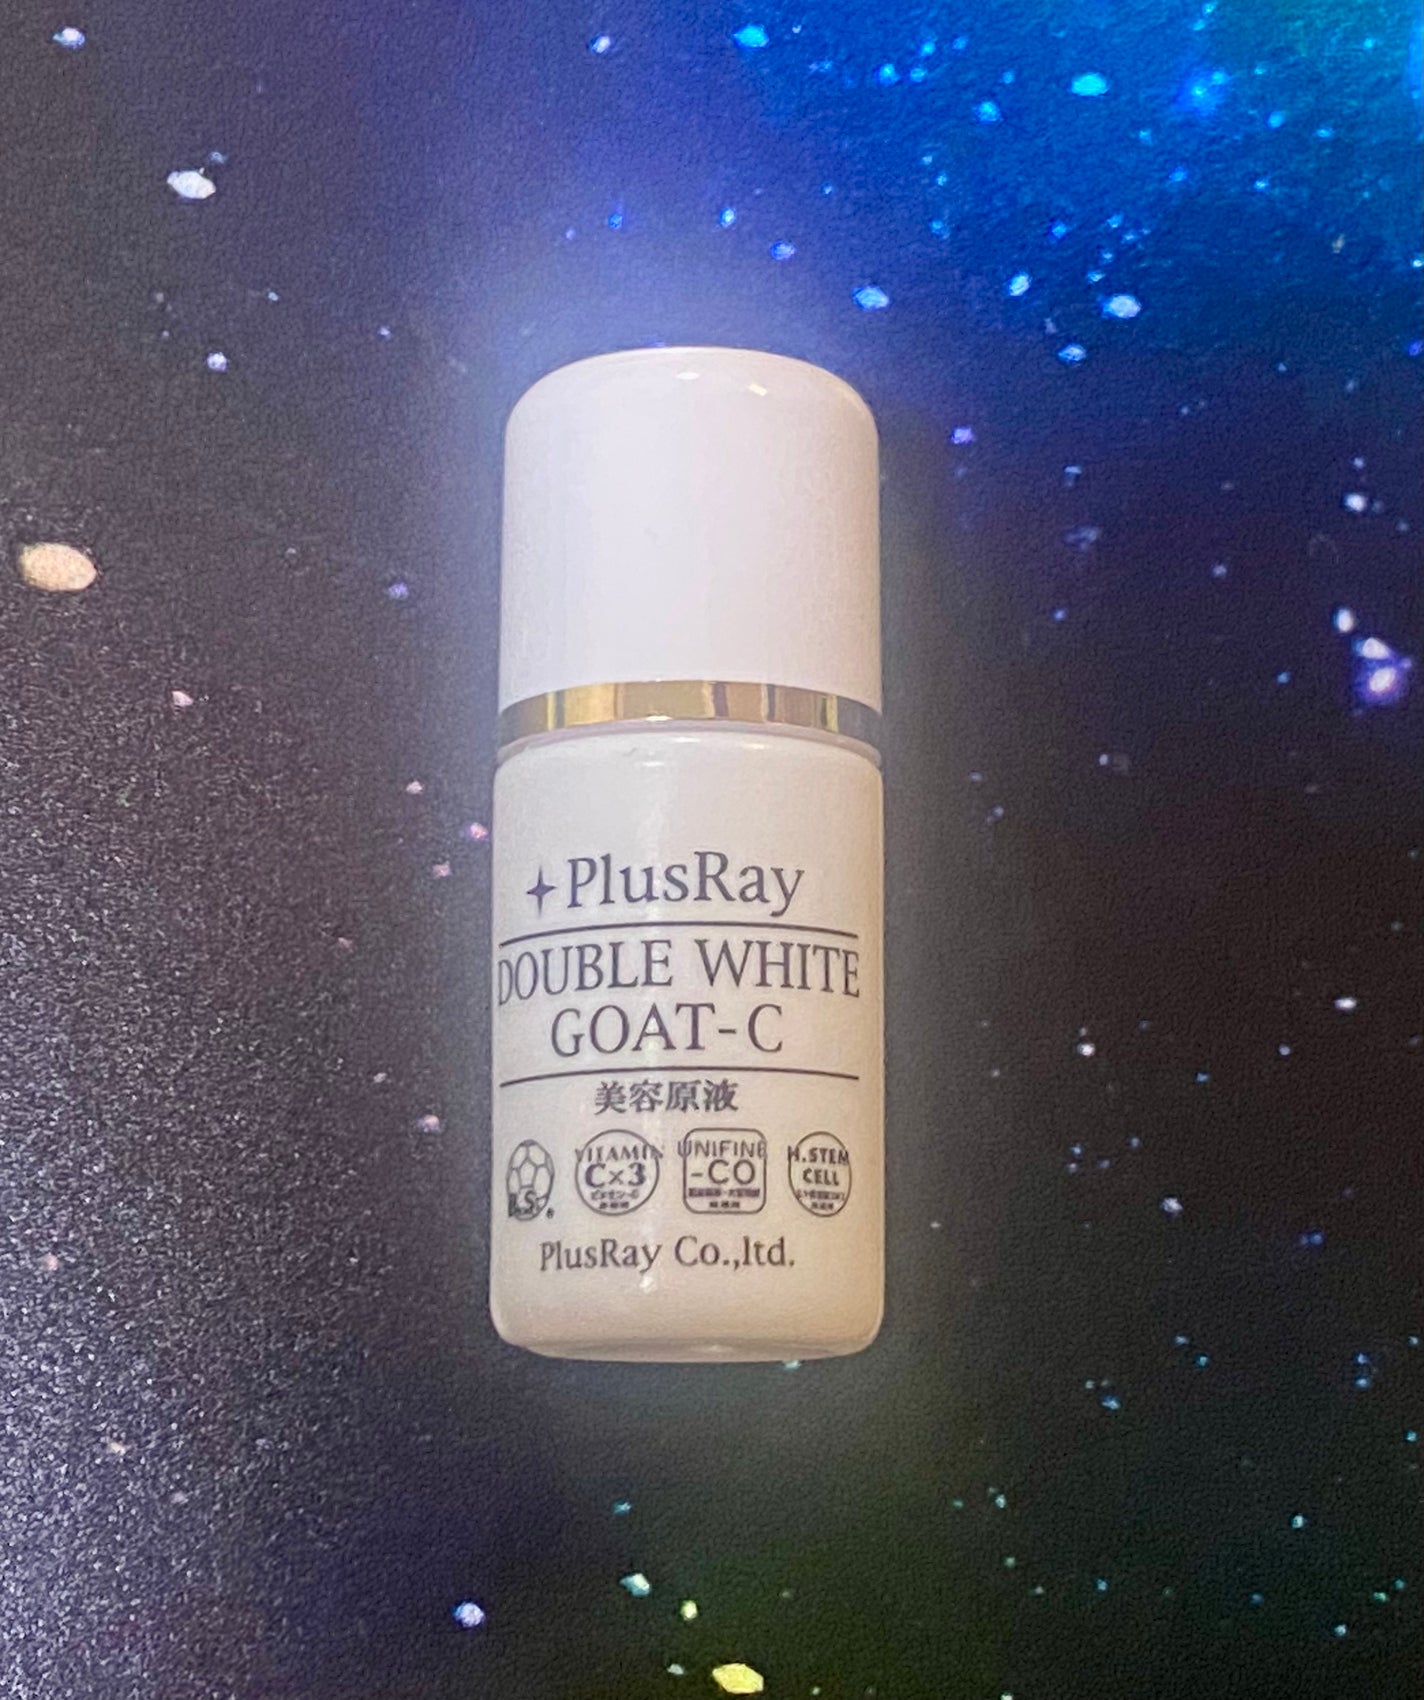 PlusRay
DOUBLE WHITE
GOAT-C
美容原液
VITAMIN
C×3
UNIFINE
-CO
H.STEM
CELL
PlusRay Co.,ltd.